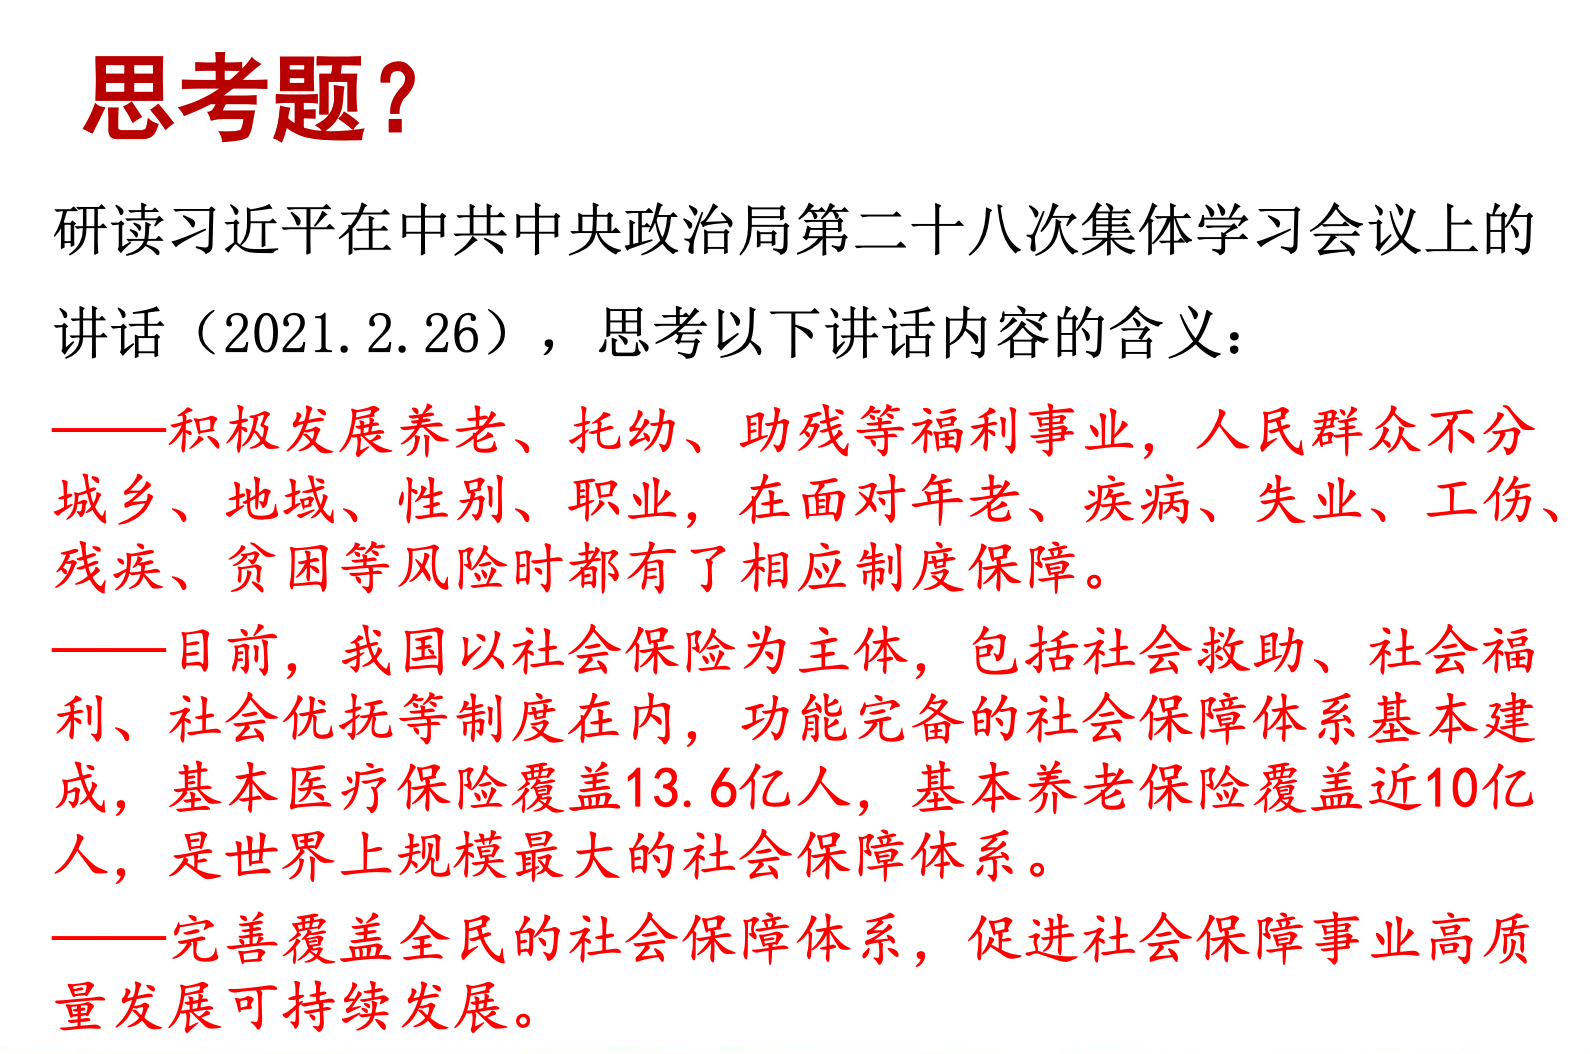 思考题？
研读习近平在中共中央政治局第二十八次集体学习会议上的
讲话（2021.2.26），思考以下讲话内容的含义：
——积极发展养老、托幼、助残等福利事业，人民群众不分
城乡、地域、性别、职业，在面对年老、疾病、失业、工伤、
残疾、贫困等风险时都有了相应制度保障。
——目前，我国以社会保险为主体，包括社会救助、社会福
利、社会优抚等制度在内，功能完备的社会保障体系基本建
成，基本医疗保险覆盖13.6亿人，基本养老保险覆盖近10亿
人，是世界上规模最大的社会保障体系。
——完善覆盖全民的社会保障体系，促进社会保障事业高质
量发展可持续发展。